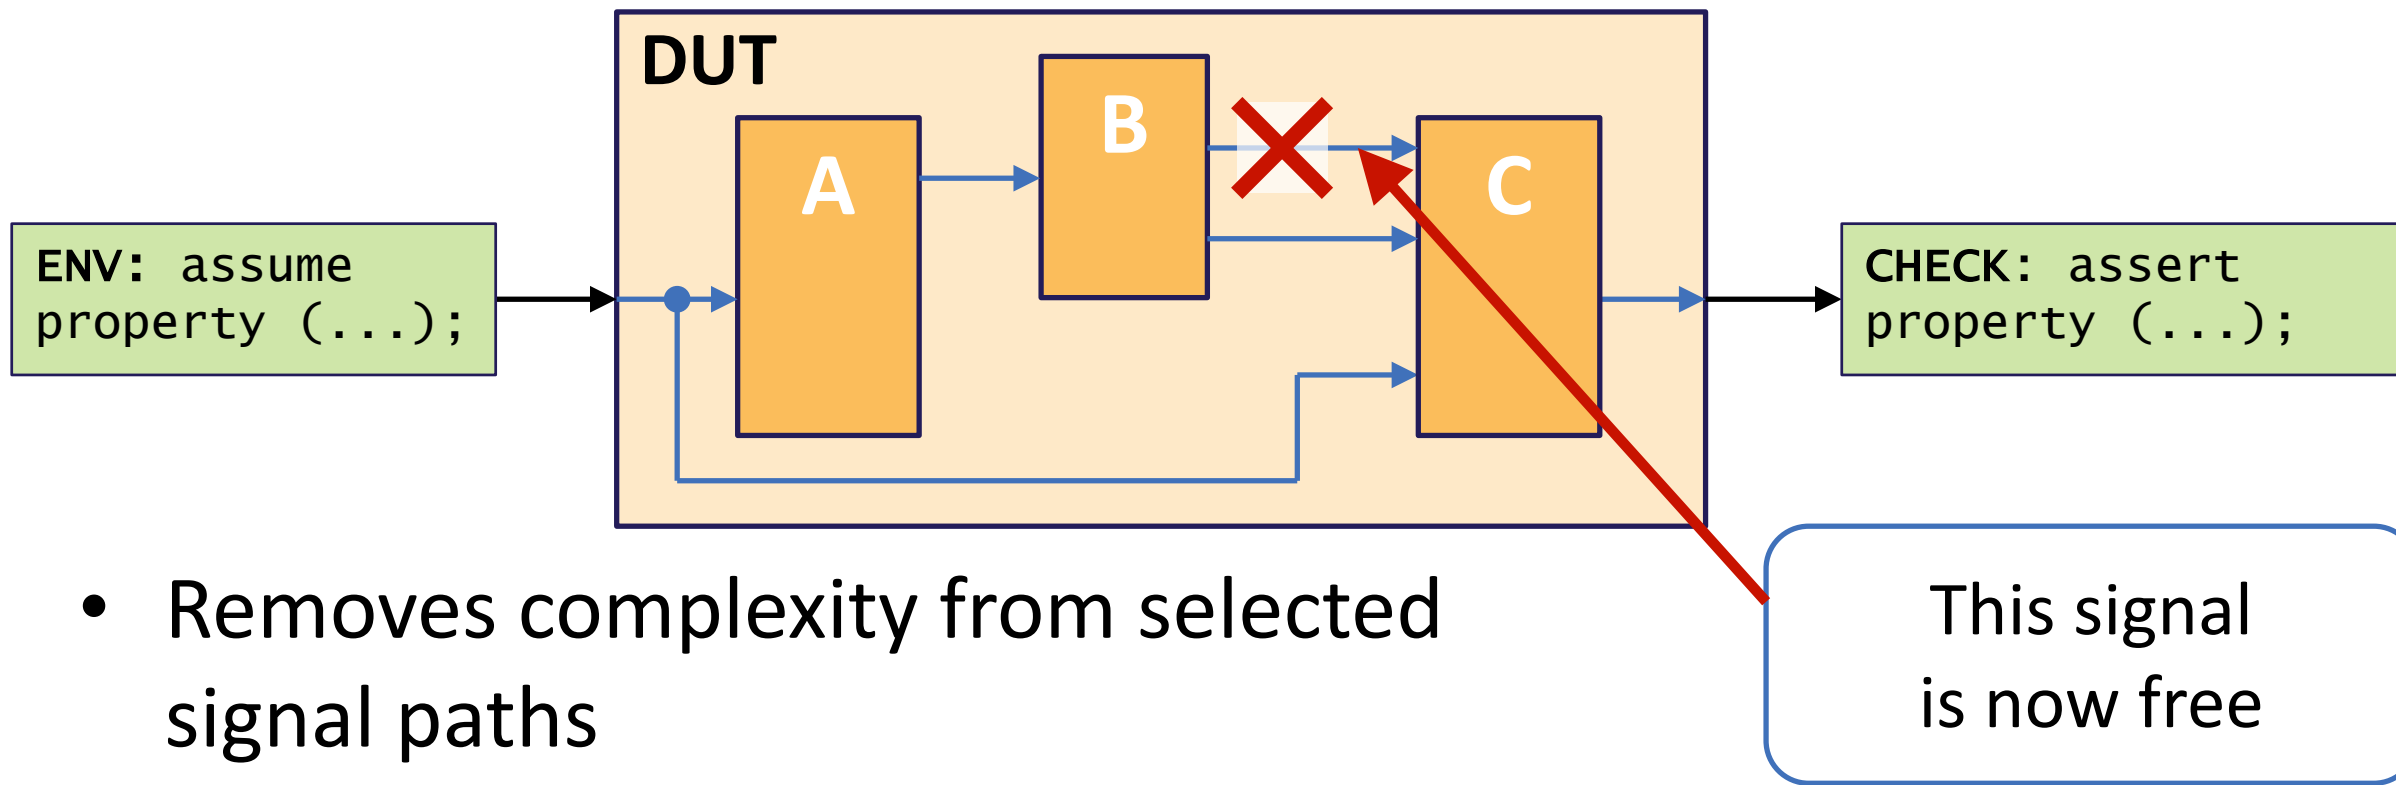 DUT
A
B
C
ENV: assume
property (...);
CHECK: assert
property (...);
• Removes complexity from selected
signal paths
This signal
is now free